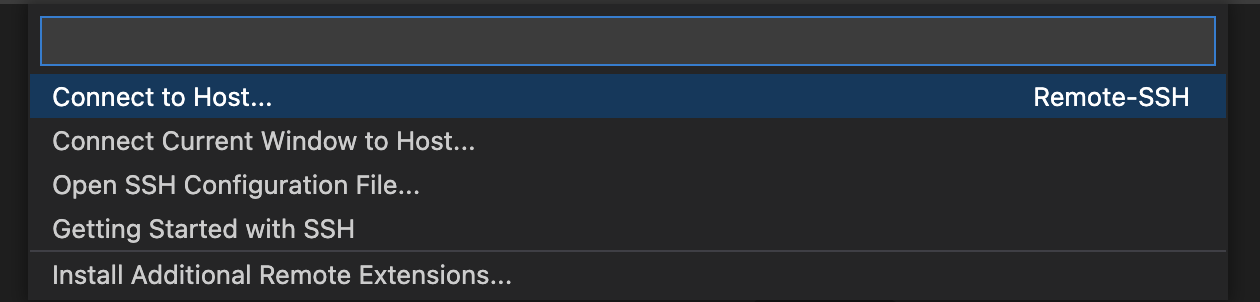 Connect to Host... Remote-SSH
Connect Current Window to Host...
Open SSH Configuration File...
Getting Started with SSH
Install Additional Remote Extensions...